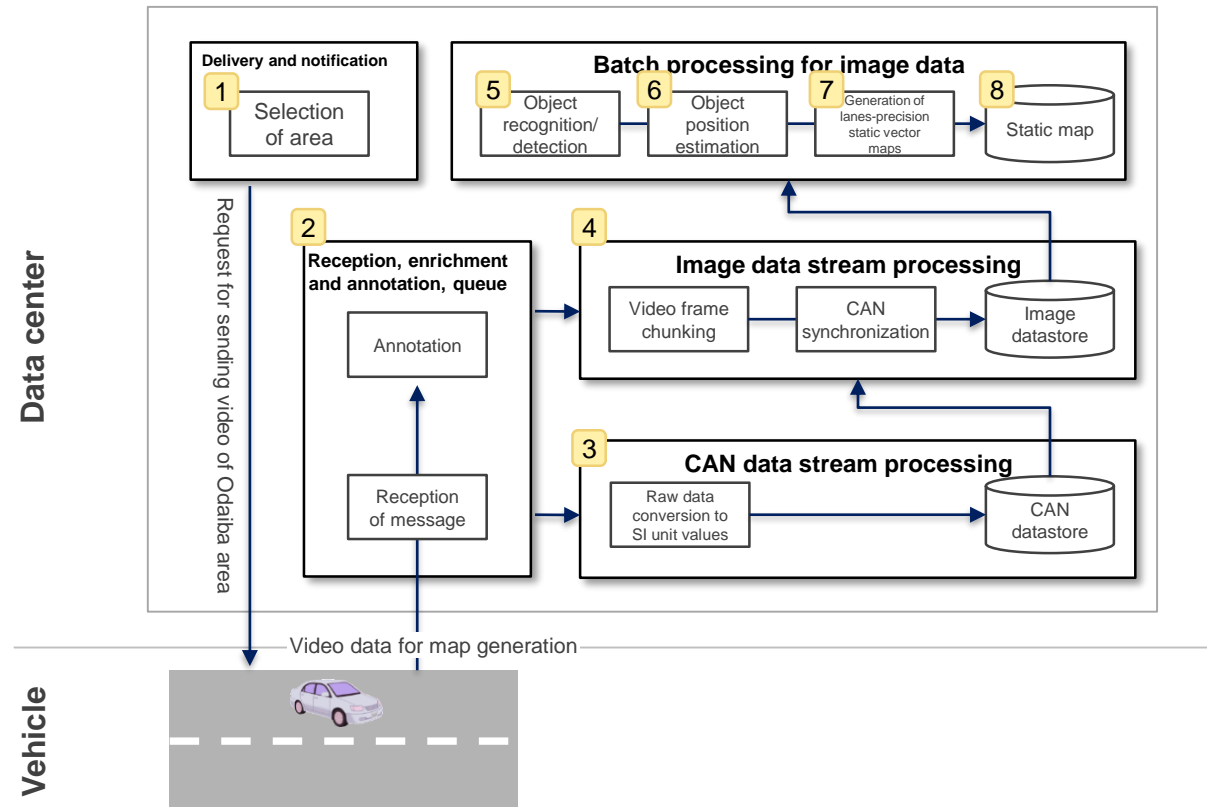 Data center
Delivery and notification
1
Selection
of area
Request for sending video of Odaiba area
Batch processing for image data
5
Object
recognition/
detection
6
Object
position
estimation
7
Generation of
lanes-precision
static vector
maps
8
Static map
2
Reception, enrichment
and annotation, queue
Annotation
Reception
of message
4
Image data stream processing
Video frame
chunking
CAN
synchronization
Image
datastore
3
CAN data stream processing
Raw data
conversion to
SI unit values
CAN
datastore
Video data for map generation
Vehicle